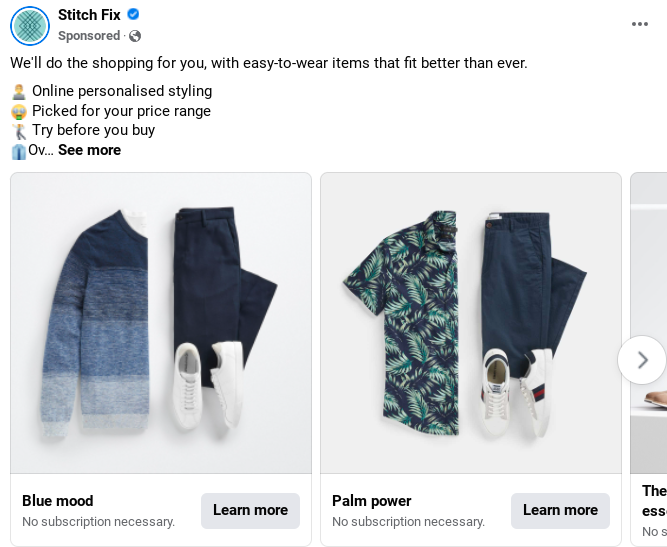 Stitch Fix
Sponsored ·
We'll do the shopping for you, with easy-to-wear items that fit better than ever.
Online personalised styling
Picked for your price range
Try before you buy
Ov... See more
Blue mood
No subscription necessary.
Learn more
Palm power
No subscription necessary.
Learn more
The
ess
No s